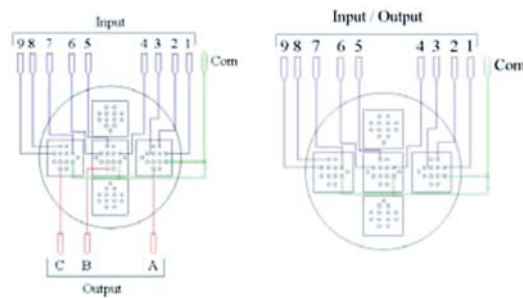 Input
9 8 7 6 5 4 3 2 1
Com
C B A
Output
Input / Output
9 8 7 6 5 4 3 2 1
Com